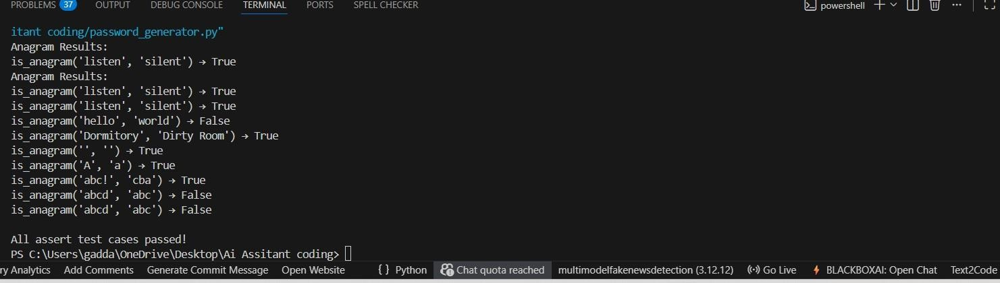 PROBLEMS 37 OUTPUT DEBUG CONSOLE TERMINAL PORTS SPELL CHECKER powershell
itant coding/password_generator.py"
Anagram Results:
is_anagram('listen', 'silent') → True
Anagram Results:
is_anagram('listen', 'silent') → True
is_anagram('listen', 'silent') → True
is_anagram('hello', 'world') → False
is_anagram('Dormitory', 'Dirty Room') → True
is_anagram('', '') → True
is_anagram('A', 'a') → True
is_anagram('abc!', 'cba') → True
is_anagram('abcd', 'abc') → False
is_anagram('abcd', 'abc') → False
All assert test cases passed!
PS C:\Users\gadda\OneDrive\Desktop\Ai Assitant coding>
ry Analytics Add Comments Generate Commit Message Open Website { } Python Chat quota reached multimodelfakenewsdetection (3.12.12) Go Live BLACKBOXAI: Open Chat Text2Code